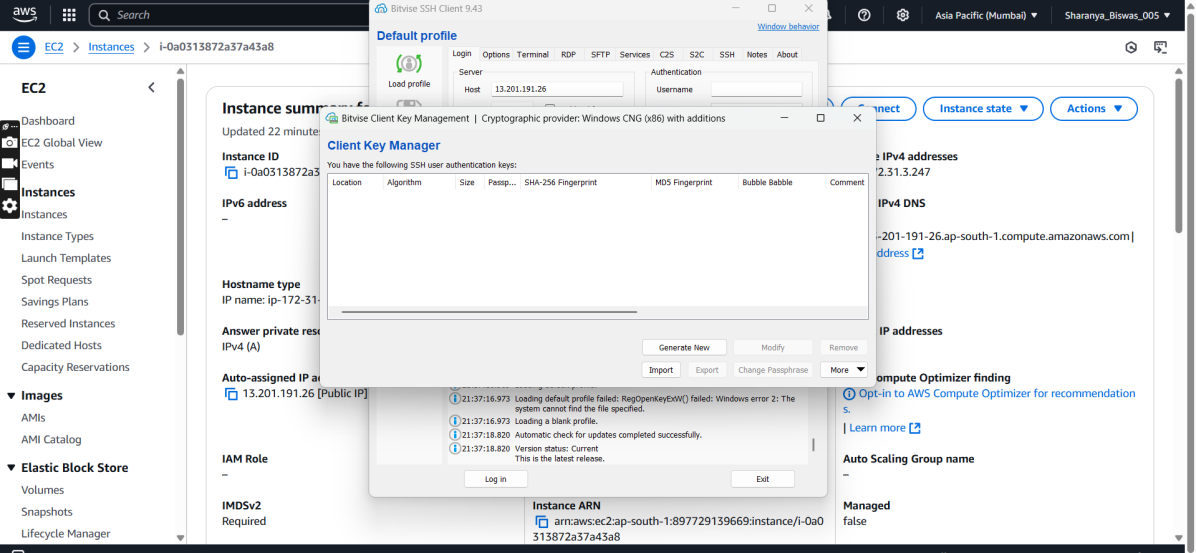 aws
Search
Asia Pacific (Mumbai) ▼
Sharanya_Biswas_005 ▼
EC2 > Instances > i-0a0313872a37a43a8
EC2
Dashboard
EC2 Global View
Events
Instances
Instances
Instance Types
Launch Templates
Spot Requests
Savings Plans
Reserved Instances
Dedicated Hosts
Capacity Reservations
▼ Images
AMIs
AMI Catalog
▼ Elastic Block Store
Volumes
Snapshots
Lifecycle Manager
Instance summary
Updated 22
Instance ID
i-0a0313872a3
IPv6 address
–
Hostname type
IP name: ip-172-31-
Answer private
IPv4 (A)
Auto-assigned IP
13.201.191.26 [Public IP]
IAM Role
–
IMDSv2
Required
Bitvise SSH Client 9.43
Default profile
Window behavior
Load profile
Login Options Terminal RDP SFTP Services C2S S2C SSH Notes About
Server
Host 13.201.191.26
Authentication
Username
Bitvise Client Key Management | Cryptographic provider: Windows CNG (x86) with additions
Client Key Manager
You have the following SSH user authentication keys:
Location Algorithm Size Passp... SHA-256 Fingerprint MD5 Fingerprint Bubble Babble Comment
Generate New Modify Remove
Import Export Change Passphrase More
21:37:16.973 Loading default profile failed: RegOpenKeyExW() failed: Windows error 2: The
system cannot find the file specified.
21:37:16.973 Loading a blank profile.
21:37:18.820 Automatic check for updates completed successfully.
21:37:18.820 Version status: Current
This is the latest release.
Log in Exit
Instance ARN
arn:aws:ec2:ap-south-1:897729139669:instance/i-0a0
313872a37a43a8
Instance state ▼
Actions ▼
IPv4 addresses
2.31.3.247
IPv4 DNS
-201-191-26.ap-south-1.compute.amazonaws.com |
IP addresses
Compute Optimizer finding
Opt-in to AWS Compute Optimizer for recommendation
s.
| Learn more
Auto Scaling Group name
–
Managed
false